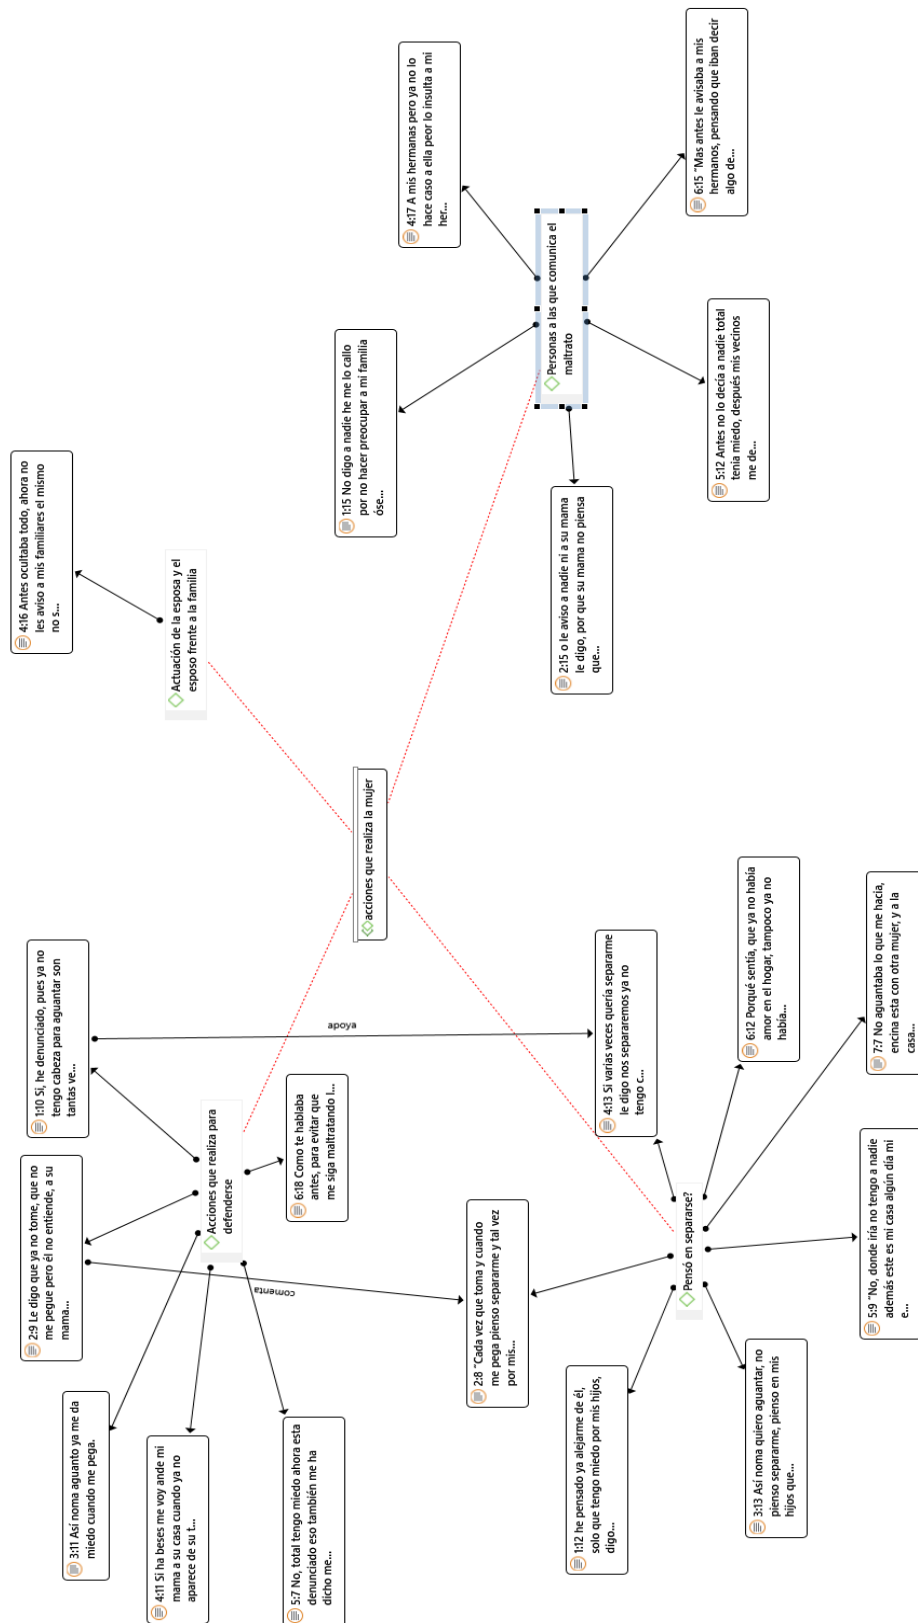 3:11 Así noma aguanto ya me da
miedo cuando me pega.
2:9 Le digo que ya no tome, que no
me pegue pero él no entiende, a su
mama...
1:10 Si, he denunciado, pues ya no
tengo cabeza para aguantar son
tantas ve...
4:16 Antes ocultaba todo, ahora no
les aviso a mis familiares el mismo
no s...
4:11 Si ha beses me voy ande mi
mama a su casa cuando ya no
aparece de su t...
Acciones que realiza para
defenderse
Actuación de la esposa y el
esposo frente a la familia
5:7 No, total tengo miedo ahora esta
denunciado eso también me ha
dicho me...
comenta
6:18 Como te hablaba
antes, para evitar que
me siga maltratando l...
apoya
acciones que realiza la mujer
1:15 No digo a nadie he me lo callo
por no hacer preocupar a mi familia
óse...
4:17 A mis hermanas pero ya no lo
hace caso a ella peor lo insulta a mi
her...
2:8 "Cada vez que toma y cuando
me pega pienso separarme y tal vez
por mis...
2:15 o le aviso a nadie ni a su mama
le digo, por que su mama no piensa
que...
Personas a las que comunica el
maltrato
1:12 he pensado ya alejarme de él,
solo que tengo miedo por mis hijos,
digo...
4:13 Si varias veces quería separarme
le digo nos separaremos ya no
tengo c...
Pensó en separarse?
5:12 Antes no lo decía a nadie total
tenia miedo, después mis vecinos
me de...
6:15 "Mas antes le avisaba a mis
hermanos, pensando que iban decir
algo de...
3:13 Así noma quiero aguantar, no
pienso separarme, pienso en mis
hijos que...
6:12 Porqué sentía, que ya no había
amor en el hogar, tampoco ya no
había...
5:9 "No, donde iría no tengo a nadie
además este es mi casa algún día mi
e...
7:7 No aguantaba lo que me hacia,
encina esta con otra mujer, y a la
casa...